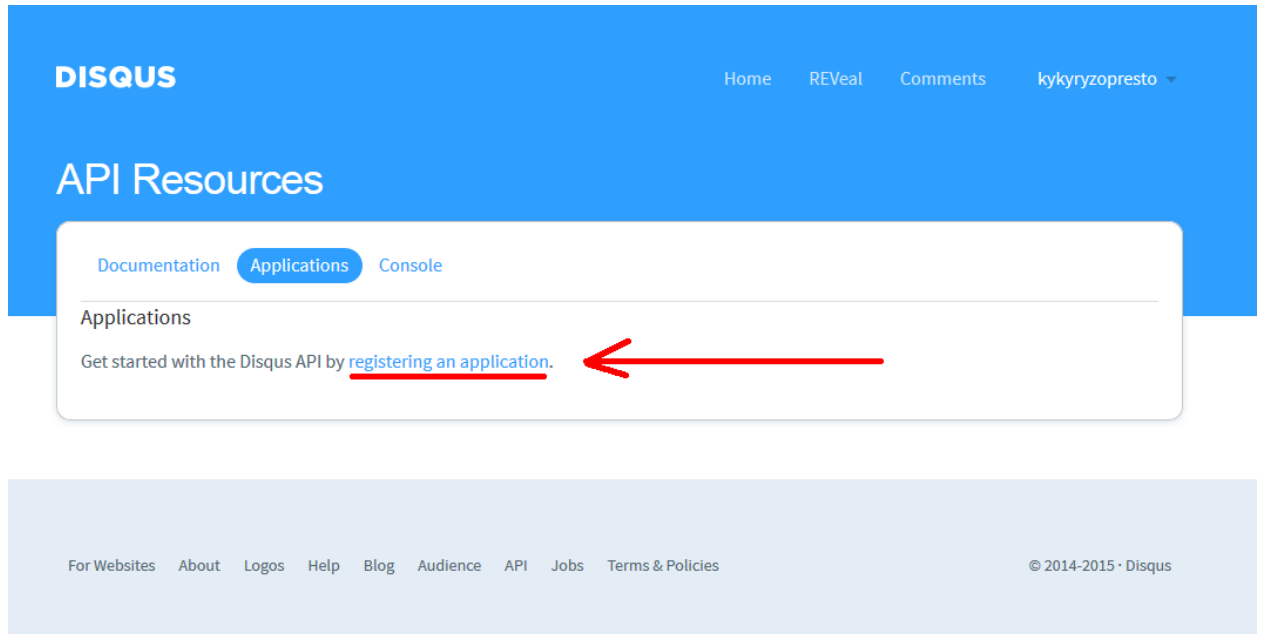 DISQUS Home REVeal Comments kykyryzopresto
API Resources
Documentation Applications Console
Applications
Get started with the Disqus API by registering an application.
For Websites About Logos Help Blog Audience API Jobs Terms & Policies © 2014-2015 · Disqus